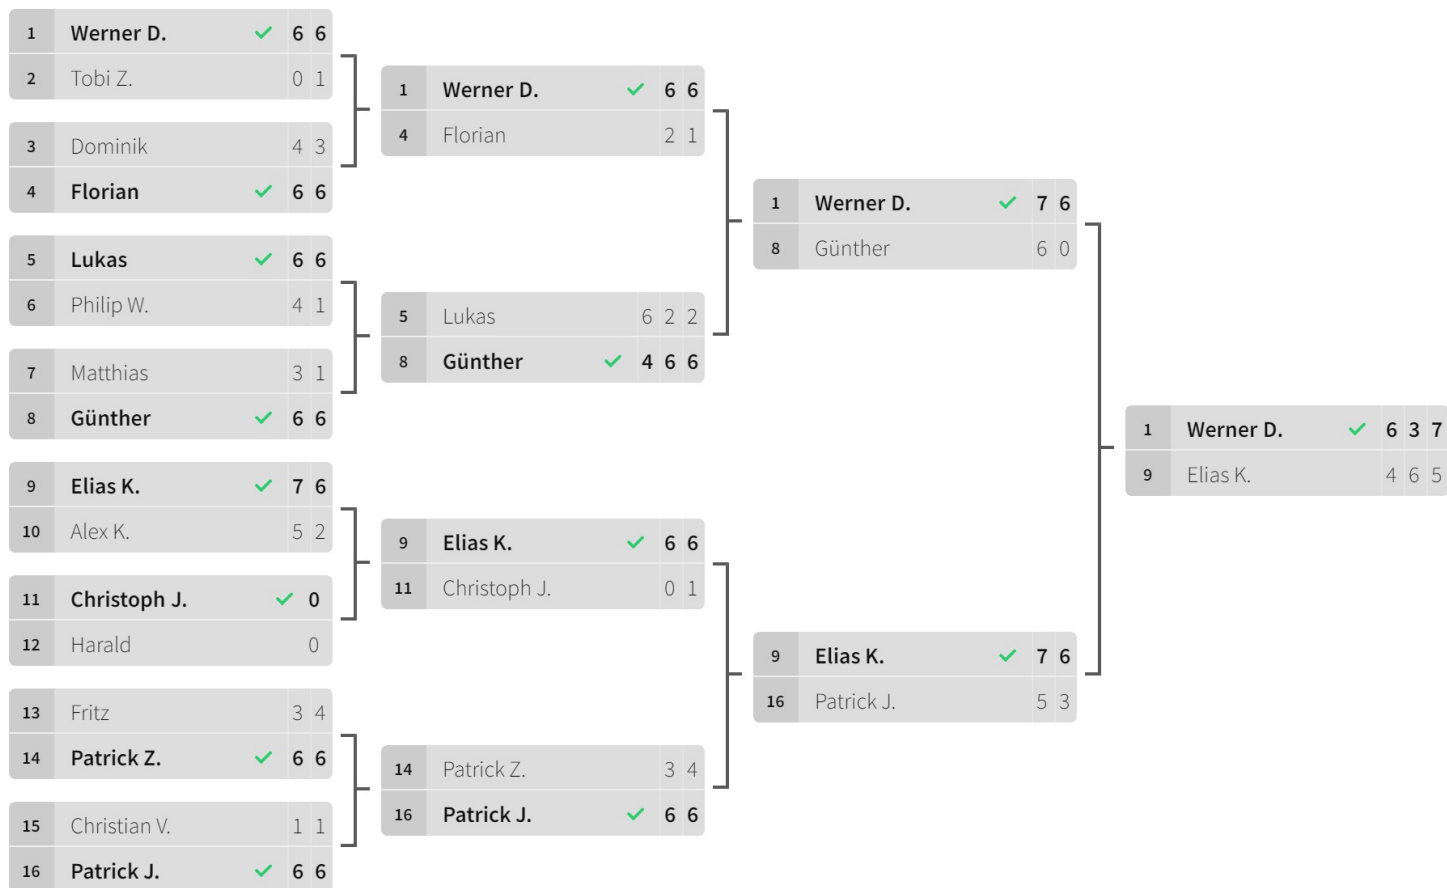 1 Werner D. 6 6
2 Tobi Z. 0 1
3 Dominik 4 3
4 Florian 6 6
5 Lukas 6 6
6 Philip W. 4 1
7 Matthias 3 1
8 Günther 6 6
9 Elias K. 7 6
10 Alex K. 5 2
11 Christoph J. 0
12 Harald 0
13 Fritz 3 4
14 Patrick Z. 6 6
15 Christian V. 1 1
16 Patrick J. 6 6
1 Werner D. 6 6
4 Florian 2 1
5 Lukas 6 2 2
8 Günther 4 6 6
9 Elias K. 6 6
11 Christoph J. 0 1
14 Patrick Z. 3 4
16 Patrick J. 6 6
1 Werner D. 7 6
8 Günther 6 0
9 Elias K. 7 6
16 Patrick J. 5 3
1 Werner D. 6 3 7
9 Elias K. 4 6 5